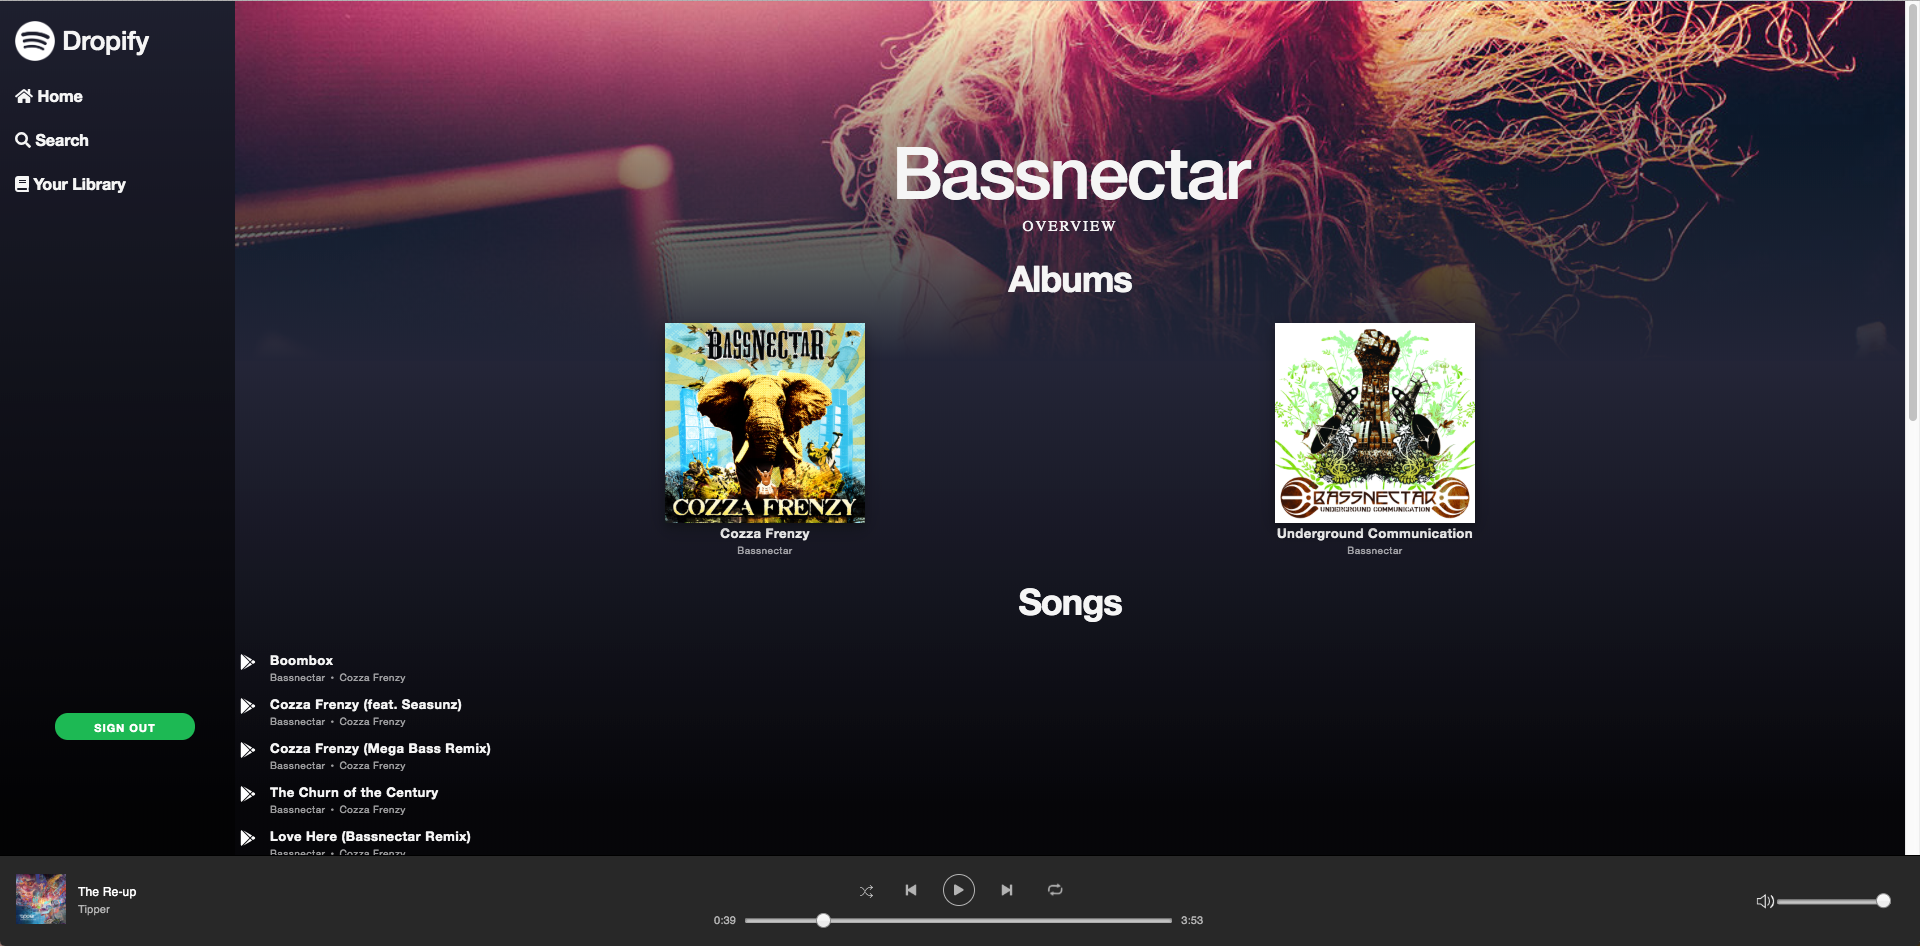 Dropify
Home
Search
Your Library
SIGN OUT
Bassnectar
OVERVIEW
Albums
BASSNECTAR
COZZA FRENZY
Cozza Frenzy
Bassnectar
BASSNECTAR
UNDERGROUND COMMUNICATION
Underground Communication
Bassnectar
Songs
Boombox
Bassnectar • Cozza Frenzy
Cozza Frenzy (feat. Seasunz)
Bassnectar • Cozza Frenzy
Cozza Frenzy (Mega Bass Remix)
Bassnectar • Cozza Frenzy
The Churn of the Century
Bassnectar • Cozza Frenzy
Love Here (Bassnectar Remix)
Bassnectar • Cozza Frenzy
The Re-up
Tipper
0:39
3:53